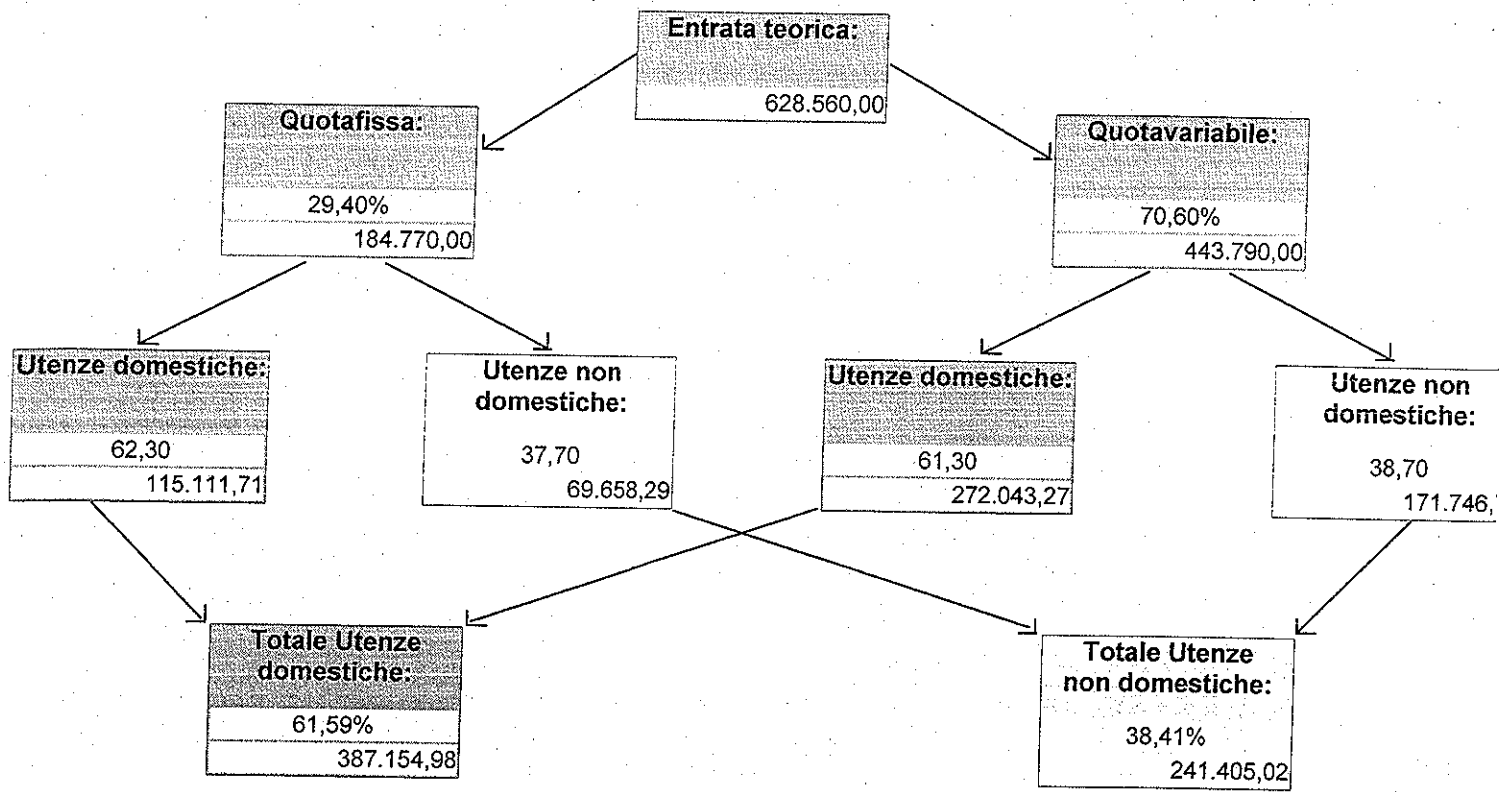 Entrata teorica:
628.560,00
Quotafissa:
29,40%
184.770,00
Quotavariabile:
70,60%
443.790,00
Utenze domestiche:
62,30
115.111,71
Utenze non
domestiche:
37,70
69.658,29
Utenze domestiche:
61,30
272.043,27
Utenze non
domestiche:
38,70
171.746,
Totale Utenze
domestiche:
61,59%
387.154,98
Totale Utenze
non domestiche:
38,41%
241.405,02